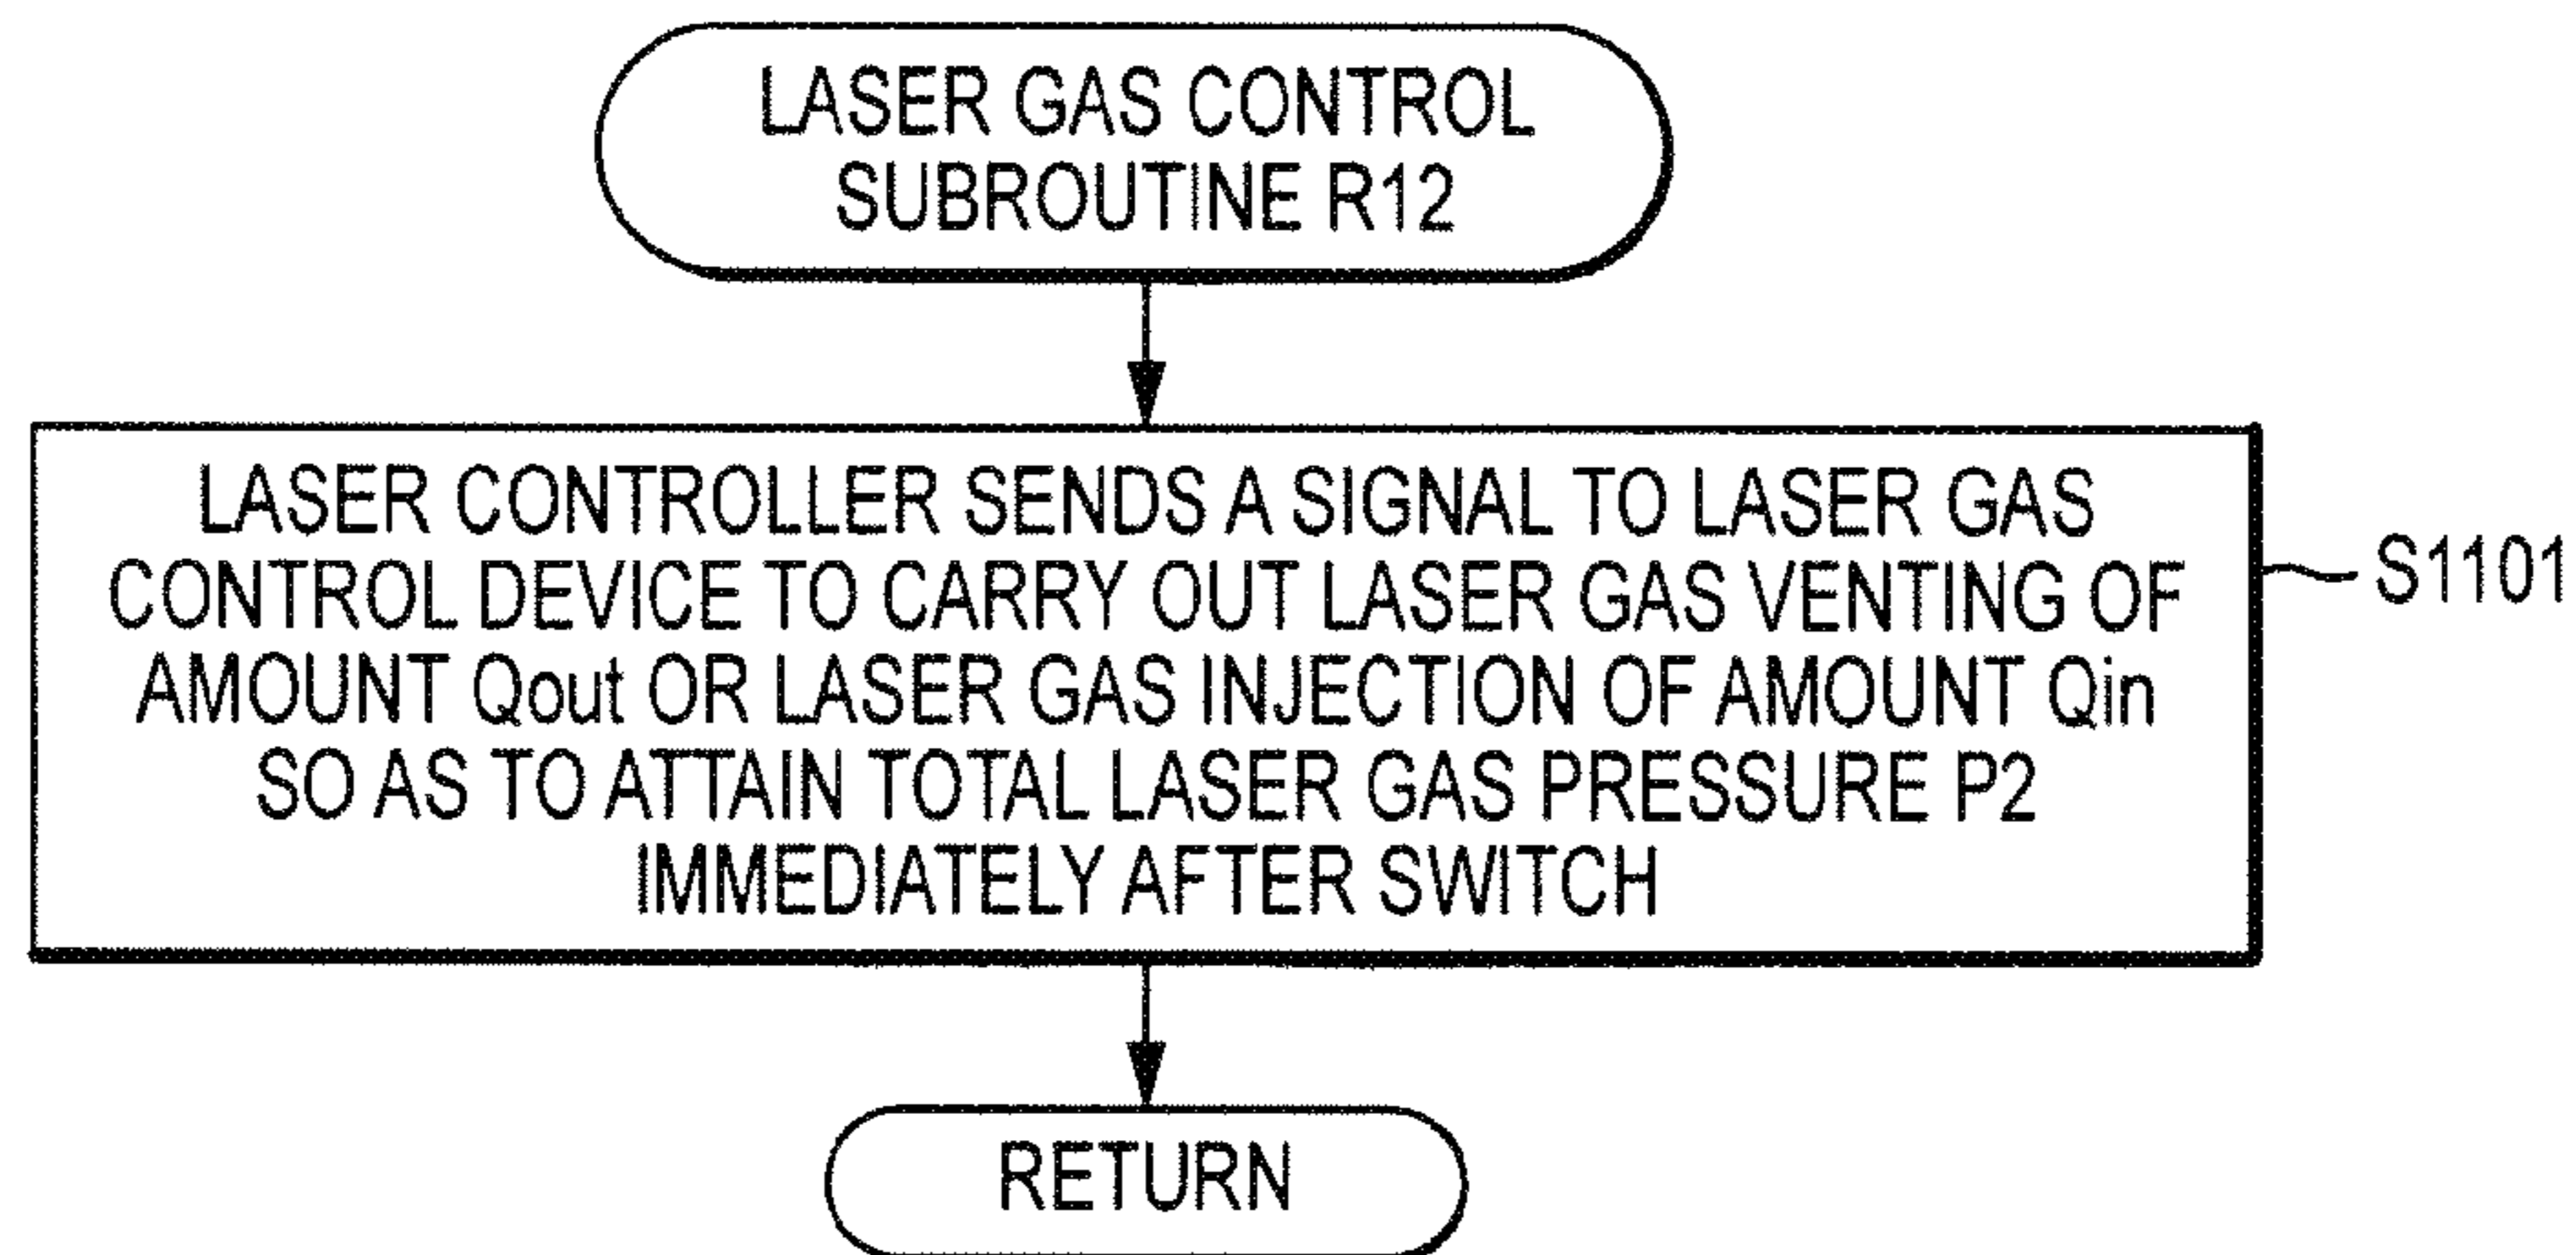 LASER GAS CONTROL
SUBROUTINE R12
LASER CONTROLLER SENDS A SIGNAL TO LASER GAS
CONTROL DEVICE TO CARRY OUT LASER GAS VENTING OF
AMOUNT Qout OR LASER GAS INJECTION OF AMOUNT Qin
SO AS TO ATTAIN TOTAL LASER GAS PRESSURE P2
IMMEDIATELY AFTER SWITCH
S1101
RETURN